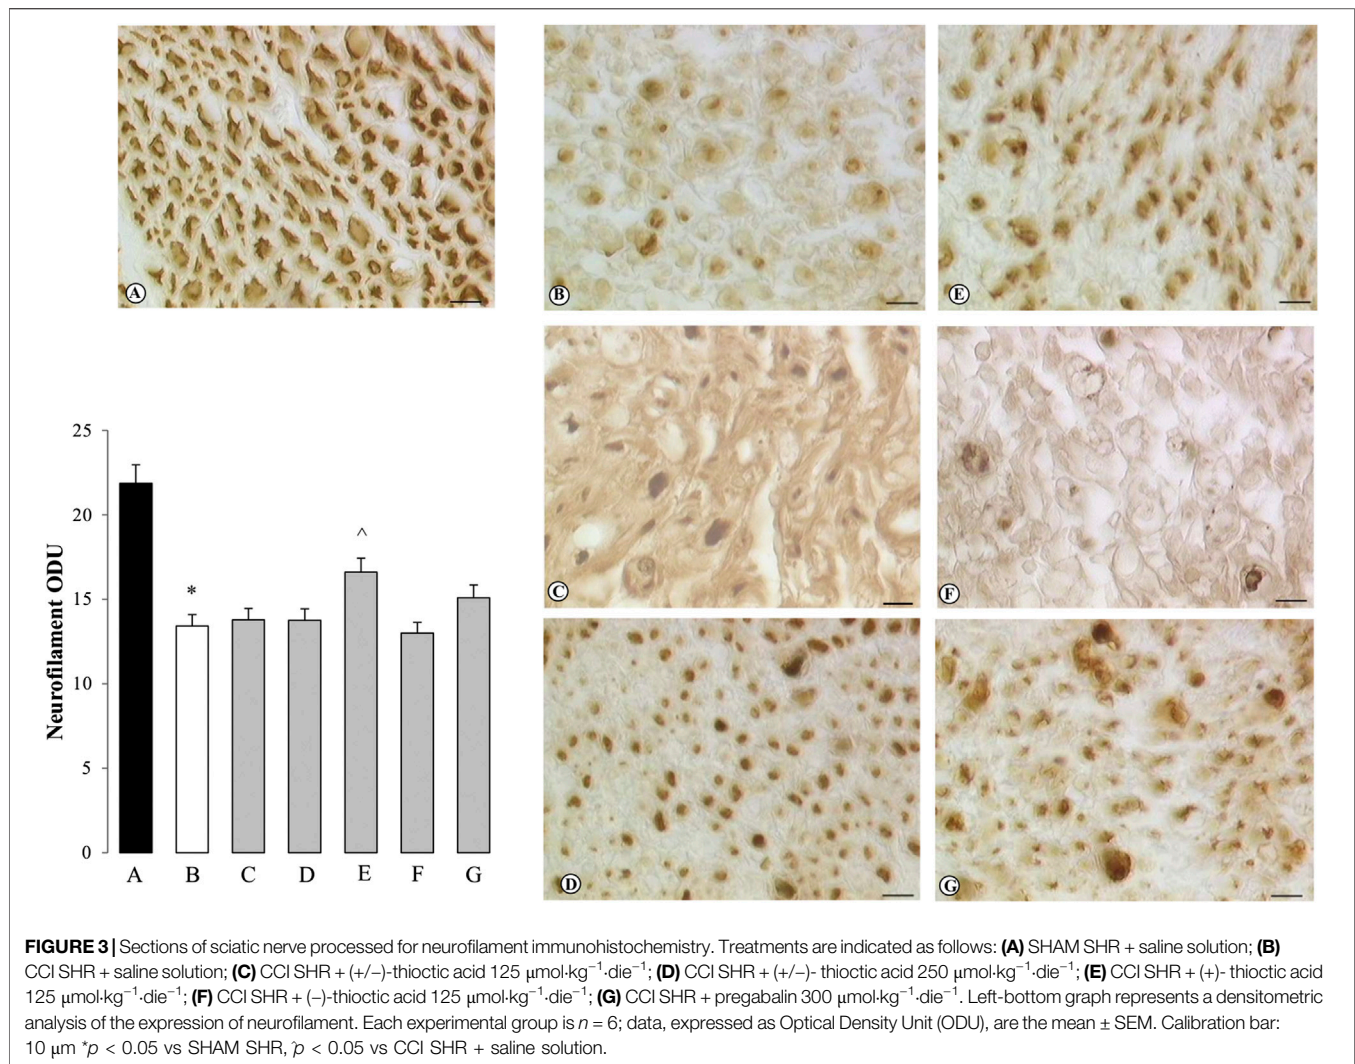 A
B
E
C
F
D
G
Neurofilament ODU
25
20
15
10
5
0
*
^
A B C D E F G
FIGURE 3 | Sections of sciatic nerve processed for neurofilament immunohistochemistry. Treatments are indicated as follows: (A) SHAM SHR + saline solution; (B)
CCI SHR + saline solution; (C) CCI SHR + (+/−)-thioctic acid 125 μmol·kg⁻¹·die⁻¹; (D) CCI SHR + (+/−)- thioctic acid 250 μmol·kg⁻¹·die⁻¹; (E) CCI SHR + (+)- thioctic acid
125 μmol·kg⁻¹·die⁻¹; (F) CCI SHR + (−)-thioctic acid 125 μmol·kg⁻¹·die⁻¹; (G) CCI SHR + pregabalin 300 μmol·kg⁻¹·die⁻¹. Left-bottom graph represents a densitometric
analysis of the expression of neurofilament. Each experimental group is n = 6; data, expressed as Optical Density Unit (ODU), are the mean ± SEM. Calibration bar:
10 μm *p < 0.05 vs SHAM SHR, ^p < 0.05 vs CCI SHR + saline solution.